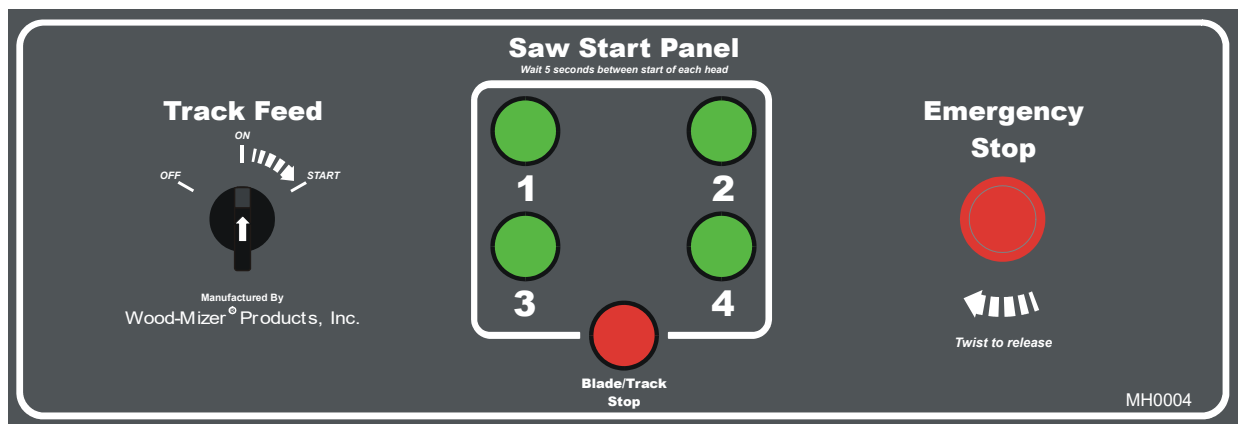 Saw Start Panel
Wait 5 seconds between start of each head
Track Feed
ON
OFF
START
Manufactured By
Wood-Mizer® Products, Inc.
1
2
3
4
Blade/Track
Stop
Emergency
Stop
Twist to release
MH0004